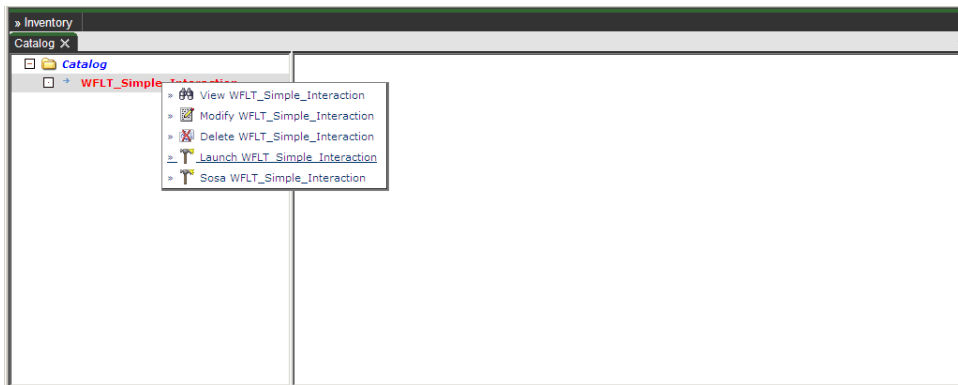 » Inventory
Catalog X
Catalog
WFLT_Simple_Interaction
» View WFLT_Simple_Interaction
» Modify WFLT_Simple_Interaction
» Delete WFLT_Simple_Interaction
» Launch WFLT_Simple_Interaction
» Sosa WFLT_Simple_Interaction